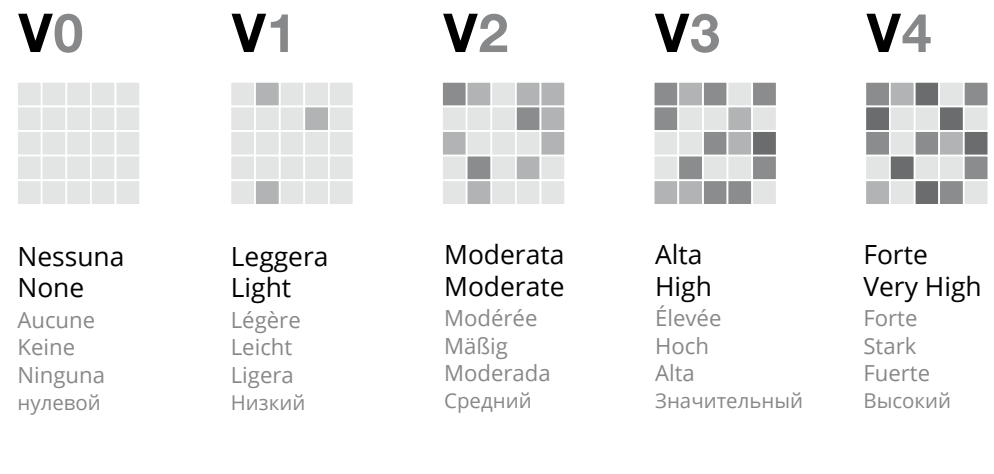 V0
Nessuna
None
Aucune
Keine
Ninguna
нулевой
V1
Leggera
Light
Légère
Leicht
Ligera
Низкий
V2
Moderata
Moderate
Modérée
Mäßig
Moderada
Средний
V3
Alta
High
Élevée
Hoch
Alta
Значительный
V4
Forte
Very High
Forte
Stark
Fuerte
Высокий